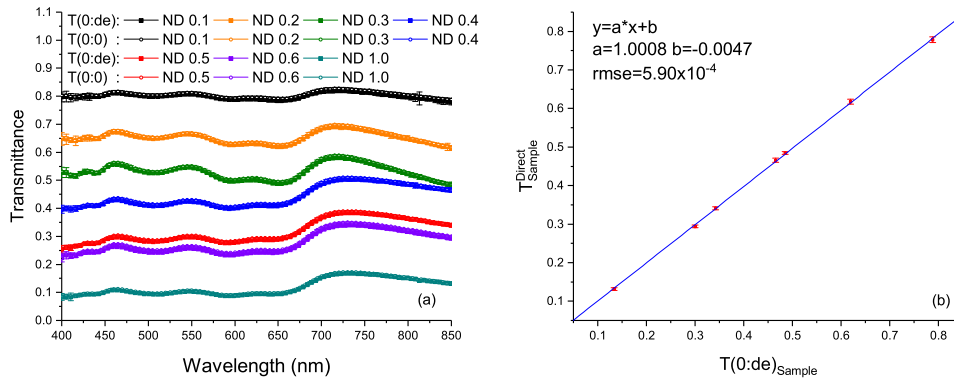 T(0:de): ND 0.1 ND 0.2 ND 0.3 ND 0.4
T(0:0) : ND 0.1 ND 0.2 ND 0.3 ND 0.4
T(0:de): ND 0.5 ND 0.6 ND 1.0
T(0:0) : ND 0.5 ND 0.6 ND 1.0
1.1
1.0
0.9
0.8
0.7
0.6
0.5
0.4
0.3
0.2
0.1
0.0
Transmittance
400 450 500 550 600 650 700 750 800 850
Wavelength (nm)
(a)
y=a*x+b
a=1.0008 b=-0.0047
rmse=5.90x10⁻⁴
0.8
0.7
0.6
0.5
0.4
0.3
0.2
0.1
T Direct Sample
0.1 0.2 0.3 0.4 0.5 0.6 0.7 0.8
T(0:de)Sample
(b)